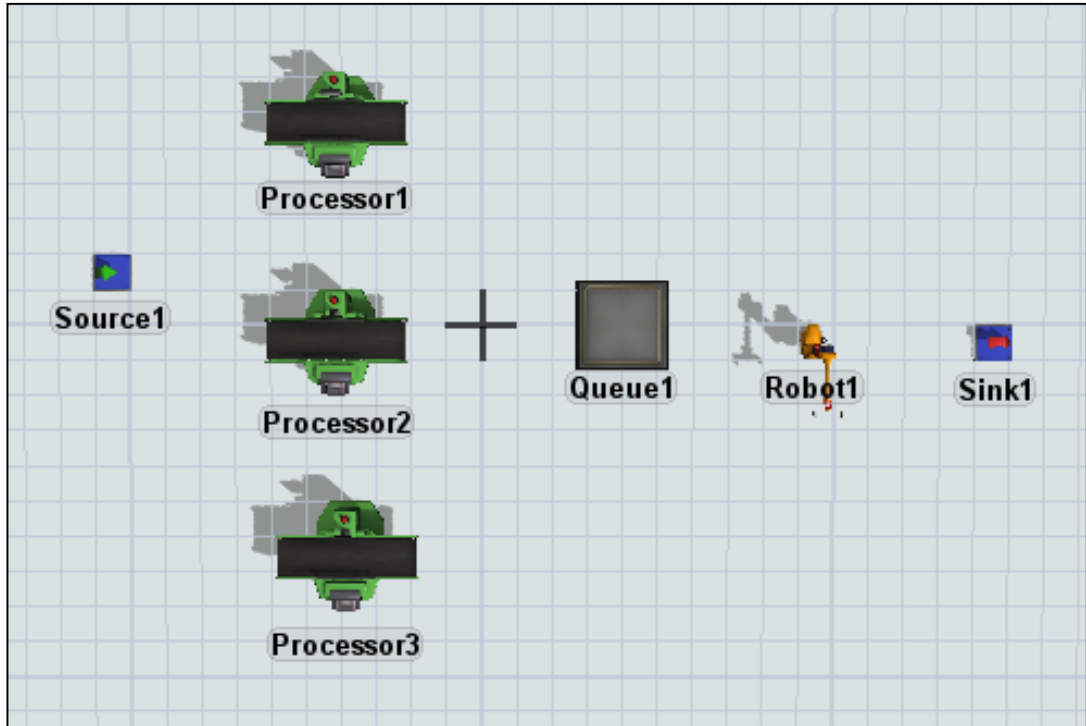 Processor1
Source1
Processor2
Queue1
Robot1
Sink1
Processor3